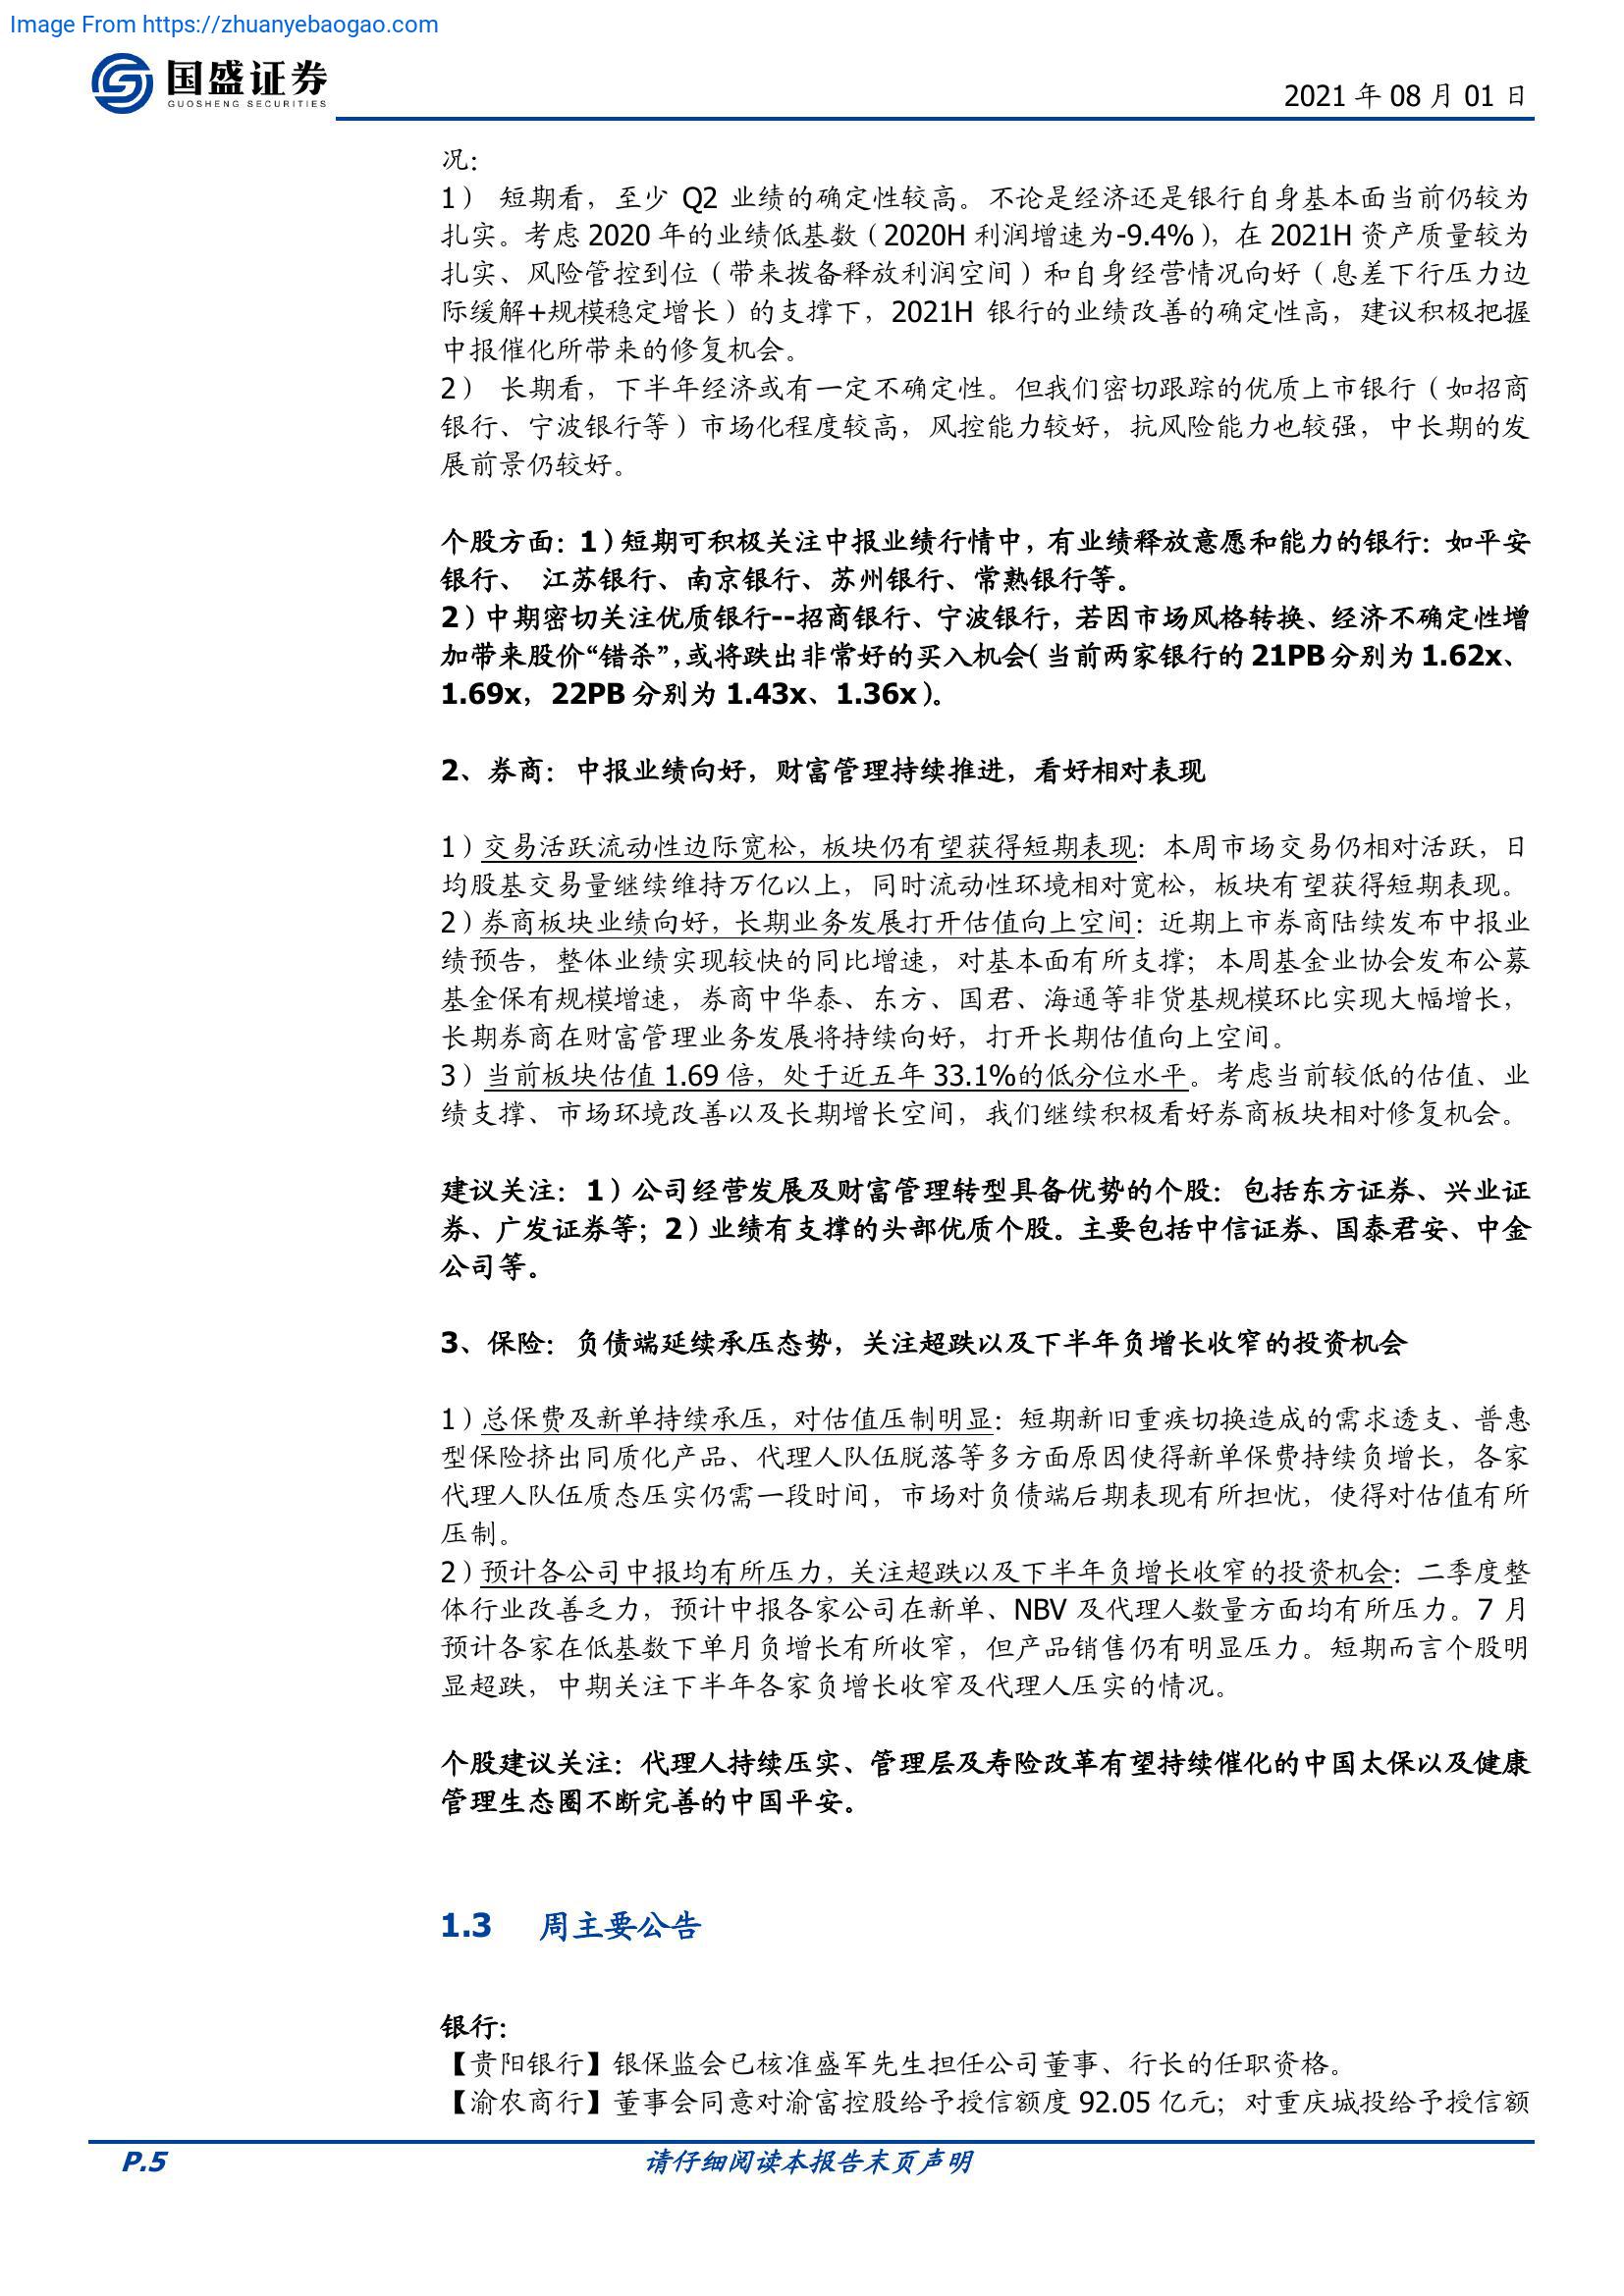 Image From https://zhuanyebaogao.com
国盛证券
GUOSHENG SECURITIES
2021 年 08 月 01 日
况：
1） 短期看，至少 Q2 业绩的确定性较高。不论是经济还是银行自身基本面当前仍较为
扎实。考虑 2020 年的业绩低基数（2020H 利润增速为-9.4%），在 2021H 资产质量较为
扎实、风险管控到位（带来拨备释放利润空间）和自身经营情况向好（息差下行压力边
际缓解+规模稳定增长）的支撑下，2021H 银行的业绩改善的确定性高，建议积极把握
中报催化所带来的修复机会。
2） 长期看，下半年经济或有一定不确定性。但我们密切跟踪的优质上市银行（如招商
银行、宁波银行等）市场化程度较高，风控能力较好，抗风险能力也较强，中长期的发
展前景仍较好。
个股方面：1）短期可积极关注中报业绩行情中，有业绩释放意愿和能力的银行：如平安
银行、 江苏银行、南京银行、苏州银行、常熟银行等。
2）中期密切关注优质银行--招商银行、宁波银行，若因市场风格转换、经济不确定性增
加带来股价“错杀”，或将跌出非常好的买入机会（当前两家银行的 21PB 分别为 1.62x、
1.69x，22PB 分别为 1.43x、1.36x）。
2、券商：中报业绩向好，财富管理持续推进，看好相对表现
1）交易活跃流动性边际宽松，板块仍有望获得短期表现：本周市场交易仍相对活跃，日
均股基交易量继续维持万亿以上，同时流动性环境相对宽松，板块有望获得短期表现。
2）券商板块业绩向好，长期业务发展打开估值向上空间：近期上市券商陆续发布中报业
绩预告，整体业绩实现较快的同比增速，对基本面有所支撑；本周基金业协会发布公募
基金保有规模增速，券商中华泰、东方、国君、海通等非货基规模环比实现大幅增长，
长期券商在财富管理业务发展将持续向好，打开长期估值向上空间。
3）当前板块估值 1.69 倍，处于近五年 33.1%的低分位水平。考虑当前较低的估值、业
绩支撑、市场环境改善以及长期增长空间，我们继续积极看好券商板块相对修复机会。
建议关注：1）公司经营发展及财富管理转型具备优势的个股：包括东方证券、兴业证
券、广发证券等；2）业绩有支撑的头部优质个股。主要包括中信证券、国泰君安、中金
公司等。
3、保险：负债端延续承压态势，关注超跌以及下半年负增长收窄的投资机会
1）总保费及新单持续承压，对估值压制明显：短期新旧重疾切换造成的需求透支、普惠
型保险挤出同质化产品、代理人队伍脱落等多方面原因使得新单保费持续负增长，各家
代理人队伍质态压实仍需一段时间，市场对负债端后期表现有所担忧，使得对估值有所
压制。
2）预计各公司中报均有所压力，关注超跌以及下半年负增长收窄的投资机会：二季度整
体行业改善乏力，预计中报各家公司在新单、NBV 及代理人数量方面均有所压力。7 月
预计各家在低基数下单月负增长有所收窄，但产品销售仍有明显压力。短期而言个股明
显超跌，中期关注下半年各家负增长收窄及代理人压实的情况。
个股建议关注：代理人持续压实、管理层及寿险改革有望持续催化的中国太保以及健康
管理生态圈不断完善的中国平安。
1.3 周主要公告
银行：
【贵阳银行】银保监会已核准盛军先生担任公司董事、行长的任职资格。
【渝农商行】董事会同意对渝富控股给予授信额度 92.05 亿元；对重庆城投给予授信额
P.5 请仔细阅读本报告末页声明